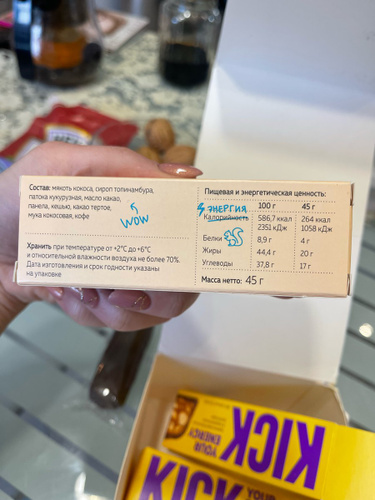 Состав: мякоть кокоса, сироп топинамбура,
патока кукурузная, масло какао,
панела, кешью, какао тертое,
мука кокосовая, кофе
WOW
Хранить при температуре от +2°C до +6°C
и относительной влажности воздуха не более 70%.
Дата изготовления и срок годности указаны
на упаковке
Пищевая и энергетическая ценность:
ЭНЕРГИЯ 100 г 45 г
Калорийность 586,7 ккал 264 ккал
2351 кДж 1058 кДж
Белки 8,9 г 4 г
Жиры 44,4 г 20 г
Углеводы 37,8 г 17 г
Масса нетто: 45 г
KICK
YOUR
ENERGY
KICK
YOUR